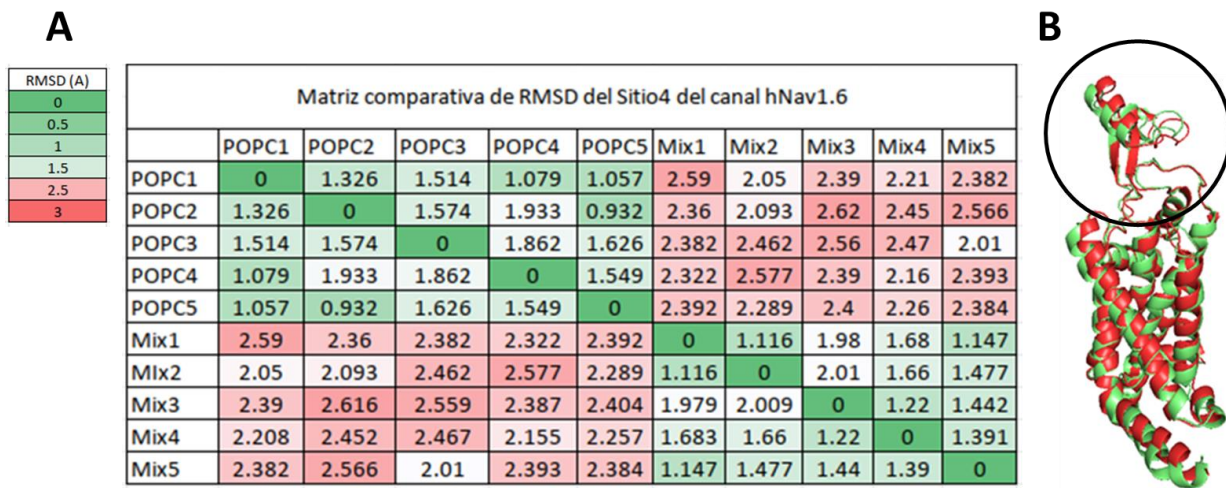 A
B
RMSD (A)
0
0.5
1
1.5
2.5
3
Matriz comparativa de RMSD del Sitio4 del canal hNav1.6
POPC1 POPC2 POPC3 POPC4 POPC5 Mix1 Mix2 Mix3 Mix4 Mix5
POPC1 0 1.326 1.514 1.079 1.057 2.59 2.05 2.39 2.21 2.382
POPC2 1.326 0 1.574 1.933 0.932 2.36 2.093 2.62 2.45 2.566
POPC3 1.514 1.574 0 1.862 1.626 2.382 2.462 2.56 2.47 2.01
POPC4 1.079 1.933 1.862 0 1.549 2.322 2.577 2.39 2.16 2.393
POPC5 1.057 0.932 1.626 1.549 0 2.392 2.289 2.4 2.26 2.384
Mix1 2.59 2.36 2.382 2.322 2.392 0 1.116 1.98 1.68 1.147
MIx2 2.05 2.093 2.462 2.577 2.289 1.116 0 2.01 1.66 1.477
Mix3 2.39 2.616 2.559 2.387 2.404 1.979 2.009 0 1.22 1.442
Mix4 2.208 2.452 2.467 2.155 2.257 1.683 1.66 1.22 0 1.391
Mix5 2.382 2.566 2.01 2.393 2.384 1.147 1.477 1.44 1.39 0